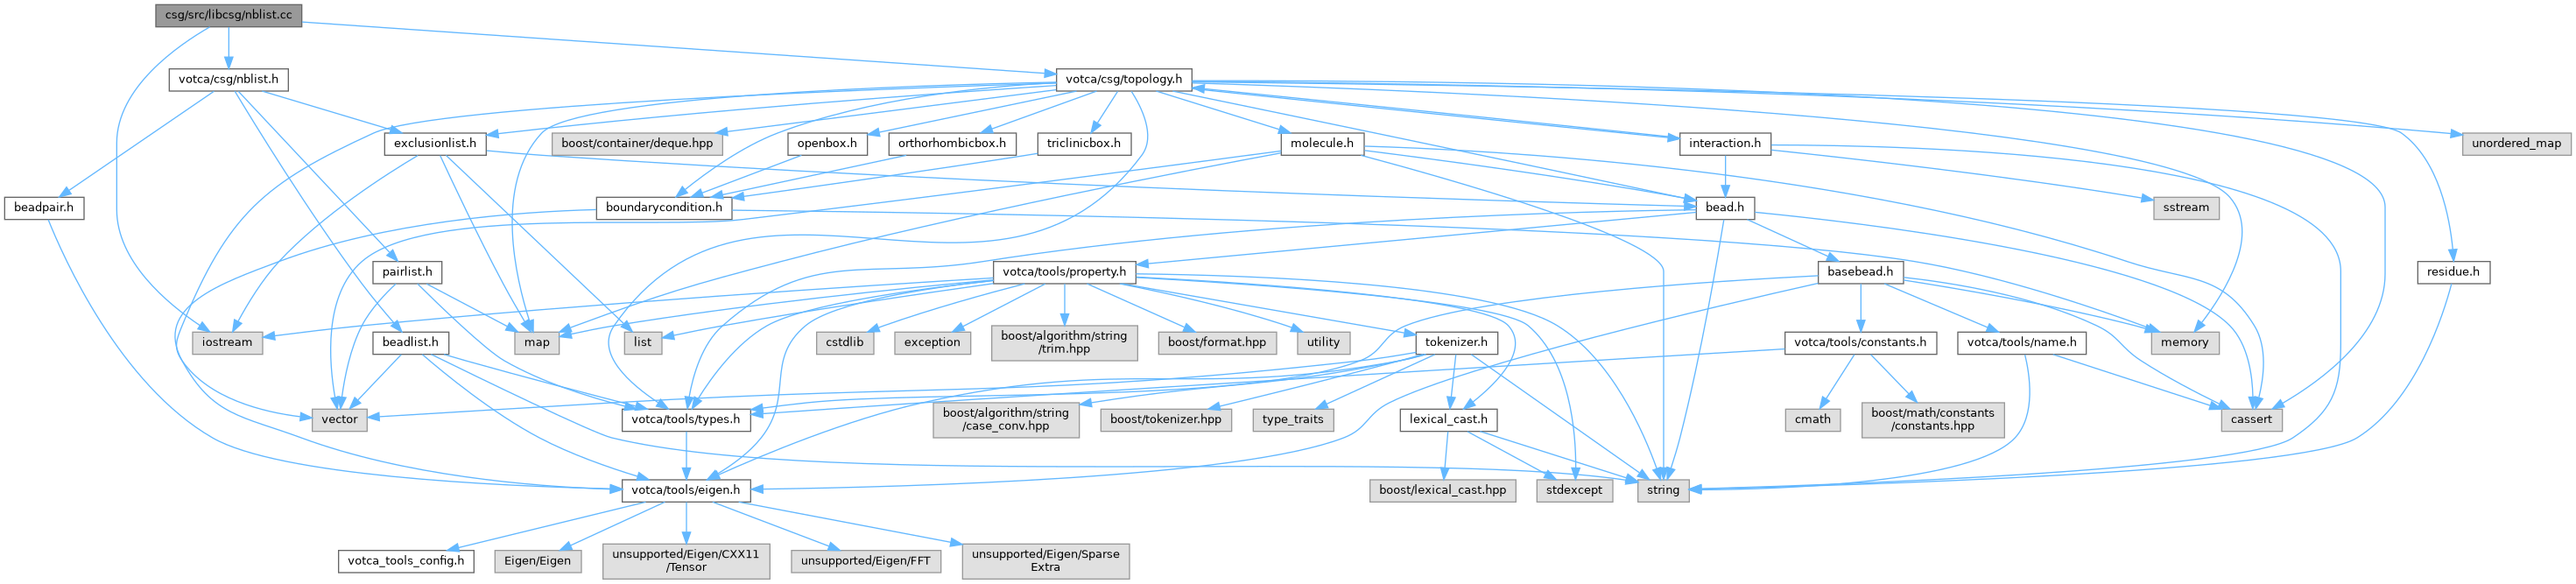 csg/src/libcsg/nblist.cc
votca/csg/nblist.h
votca/csg/topology.h
exclusionlist.h
boost/container/deque.hpp
openbox.h
orthorhombicbox.h
triclinicbox.h
molecule.h
interaction.h
unordered_map
beadpair.h
boundarycondition.h
bead.h
sstream
pairlist.h
votca/tools/property.h
basebead.h
residue.h
iostream
beadlist.h
map
list
cstdlib
exception
boost/algorithm/string
/trim.hpp
boost/format.hpp
utility
tokenizer.h
votca/tools/constants.h
votca/tools/name.h
memory
vector
votca/tools/types.h
boost/algorithm/string
/case_conv.hpp
boost/tokenizer.hpp
type_traits
lexical_cast.h
cmath
boost/math/constants
/constants.hpp
cassert
votca/tools/eigen.h
boost/lexical_cast.hpp
stdexcept
string
votca_tools_config.h
Eigen/Eigen
unsupported/Eigen/CXX11
/Tensor
unsupported/Eigen/FFT
unsupported/Eigen/Sparse
Extra